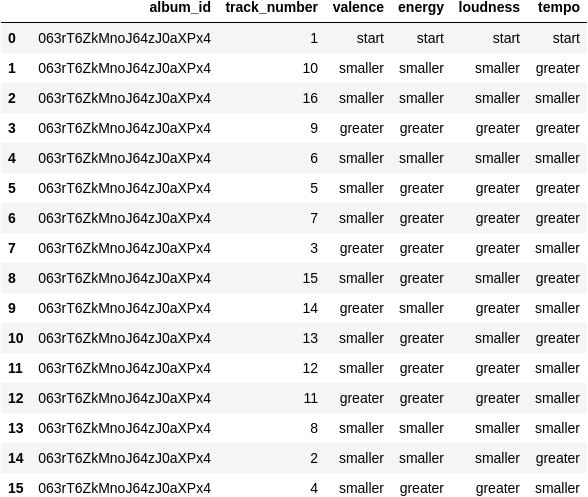 album_id track_number valence energy loudness tempo
0 063rT6ZkMnoJ64zJ0aXPx4 1 start start start start
1 063rT6ZkMnoJ64zJ0aXPx4 10 smaller smaller smaller greater
2 063rT6ZkMnoJ64zJ0aXPx4 16 smaller smaller smaller smaller
3 063rT6ZkMnoJ64zJ0aXPx4 9 greater greater greater greater
4 063rT6ZkMnoJ64zJ0aXPx4 6 smaller smaller smaller smaller
5 063rT6ZkMnoJ64zJ0aXPx4 5 smaller greater greater greater
6 063rT6ZkMnoJ64zJ0aXPx4 7 smaller greater greater greater
7 063rT6ZkMnoJ64zJ0aXPx4 3 greater greater greater smaller
8 063rT6ZkMnoJ64zJ0aXPx4 15 smaller greater smaller greater
9 063rT6ZkMnoJ64zJ0aXPx4 14 greater smaller greater smaller
10 063rT6ZkMnoJ64zJ0aXPx4 13 smaller greater smaller greater
11 063rT6ZkMnoJ64zJ0aXPx4 12 smaller greater greater smaller
12 063rT6ZkMnoJ64zJ0aXPx4 11 greater greater greater smaller
13 063rT6ZkMnoJ64zJ0aXPx4 8 smaller smaller smaller smaller
14 063rT6ZkMnoJ64zJ0aXPx4 2 smaller smaller smaller greater
15 063rT6ZkMnoJ64zJ0aXPx4 4 smaller greater greater smaller